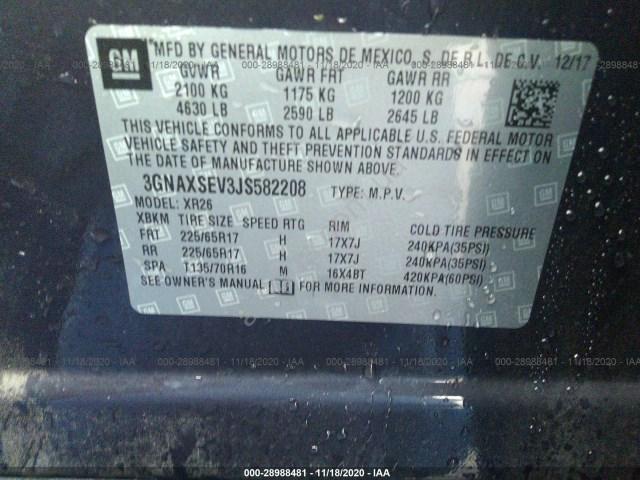 GM
MFD BY GENERAL MOTORS DE MEXICO, S. DE R.L. DE C.V. 12/17
GVWR GAWR FRT GAWR RR
2100 KG 1175 KG 1200 KG
4630 LB 2590 LB 2645 LB
THIS VEHICLE CONFORMS TO ALL APPLICABLE U.S. FEDERAL MOTOR
VEHICLE SAFETY AND THEFT PREVENTION STANDARDS IN EFFECT ON
THE DATE OF MANUFACTURE SHOWN ABOVE.
3GNAXSEV3JS582208 TYPE: M.P.V.
MODEL: XR26
XBKM TIRE SIZE SPEED RTG RIM COLD TIRE PRESSURE
FRT 225/65R17 H 17X7J 240KPA(35PSI)
RR 225/65R17 H 17X7J 240KPA(35PSI)
SPA T135/70R16 M 16X4BT 420KPA(60PSI)
SEE OWNER'S MANUAL FOR MORE INFORMATION.
000-28988481 - 11/18/2020 - IAA